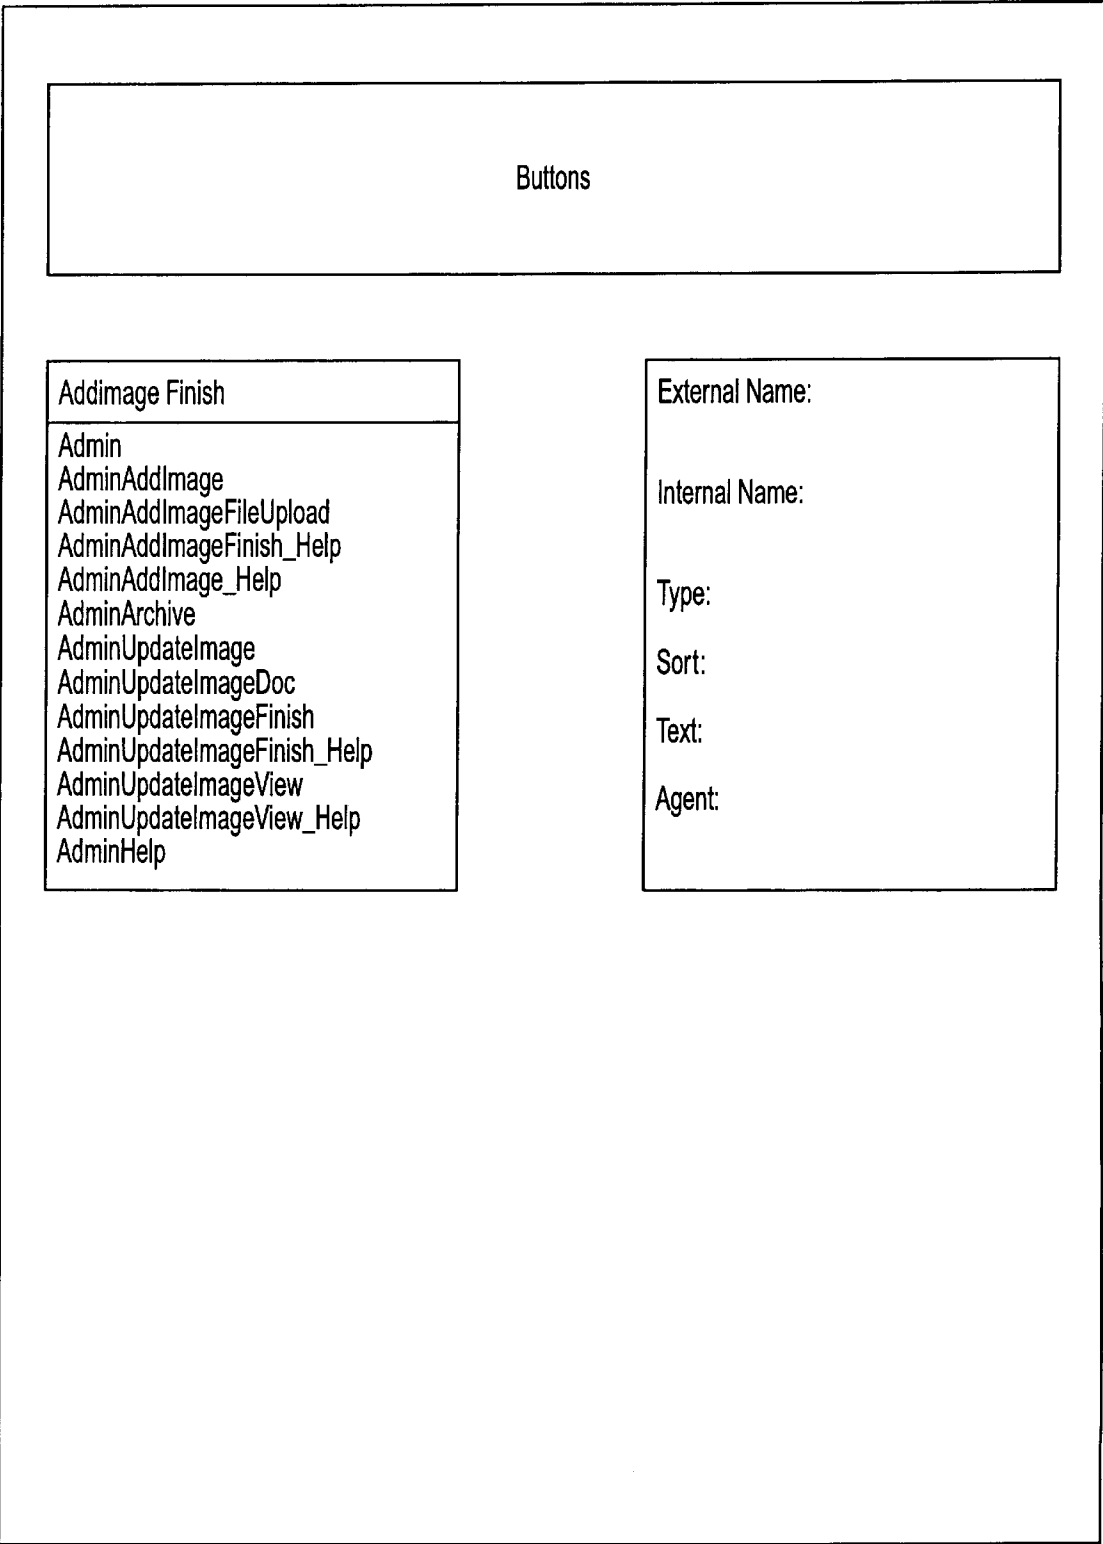 Buttons
Addimage Finish
Admin
AdminAddImage
AdminAddImageFileUpload
AdminAddImageFinish_Help
AdminAddImage_Help
AdminArchive
AdminUpdateImage
AdminUpdateImageDoc
AdminUpdateImageFinish
AdminUpdateImageFinish_Help
AdminUpdateImageView
AdminUpdateImageView_Help
AdminHelp
External Name:
Internal Name:
Type:
Sort:
Text:
Agent: